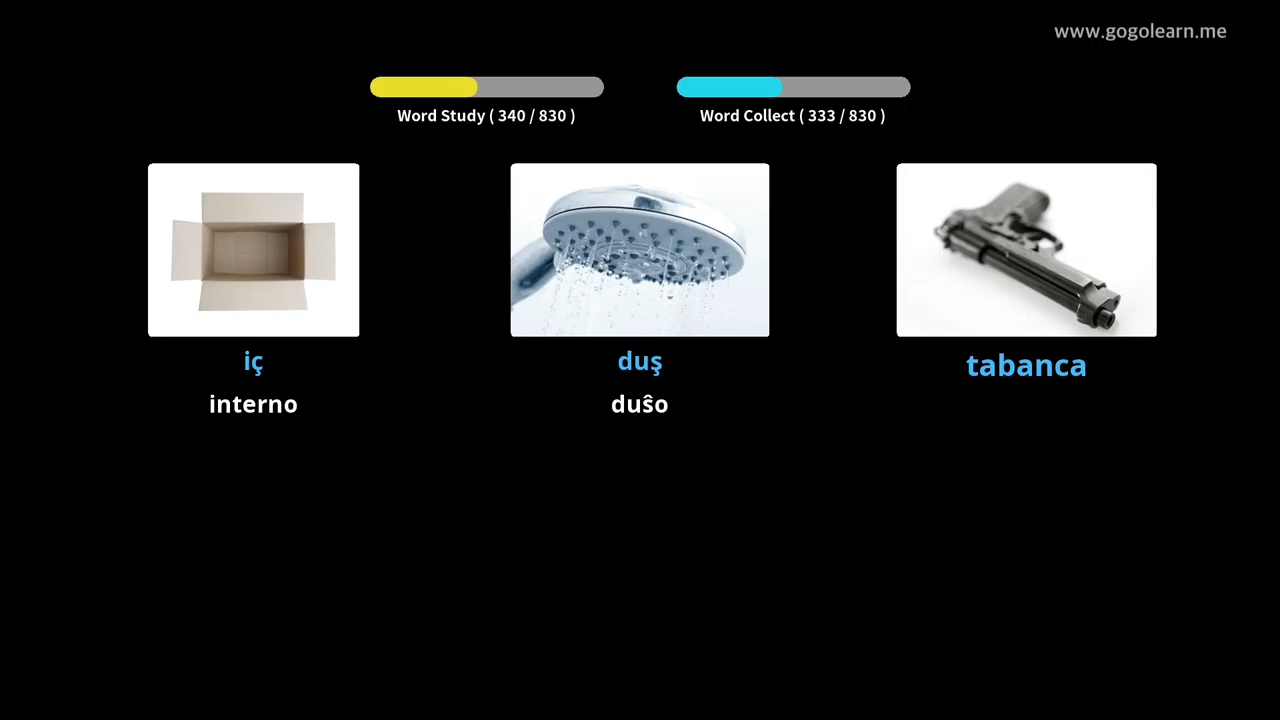 www.gogolearn.me
Word Study ( 340 / 830 )
Word Collect ( 333 / 830 )
iç
duş
tabanca
interno
duŝo